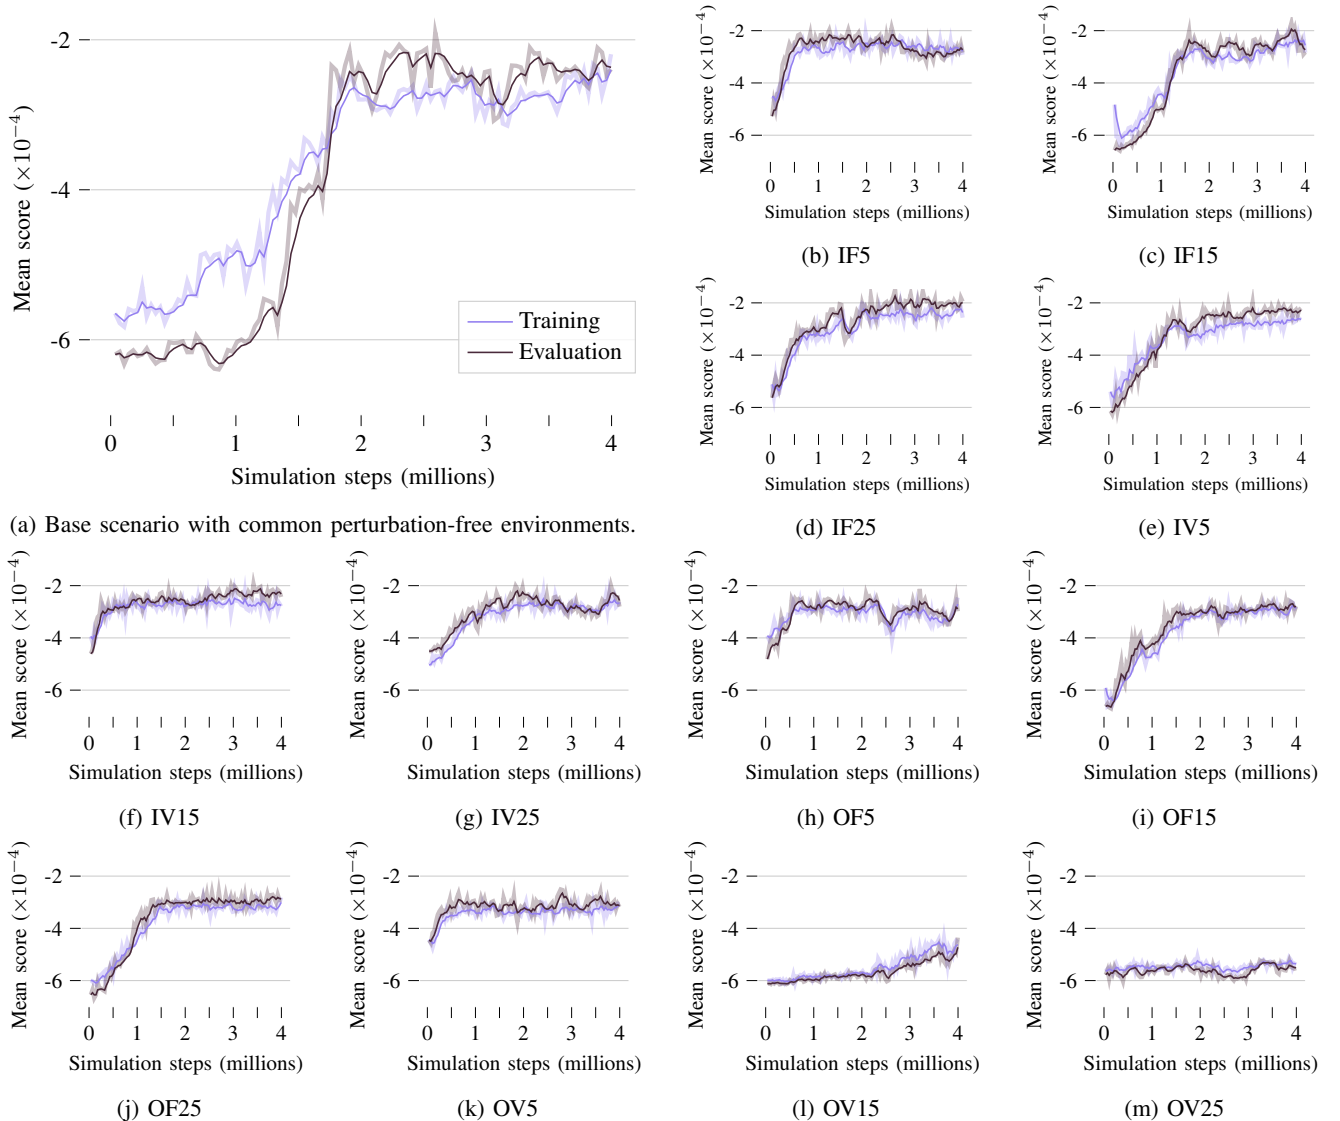 Mean score (×10⁻⁴)
-2
-4
-6
Training
Evaluation
0
1
2
3
4
Simulation steps (millions)
(a) Base scenario with common perturbation-free environments.
Mean score (×10⁻⁴)
-2
-4
-6
0 1 2 3 4
Simulation steps (millions)
(b) IF5
Mean score (×10⁻⁴)
-2
-4
-6
0 1 2 3 4
Simulation steps (millions)
(c) IF15
Mean score (×10⁻⁴)
-2
-4
-6
0 1 2 3 4
Simulation steps (millions)
(d) IF25
Mean score (×10⁻⁴)
-2
-4
-6
0 1 2 3 4
Simulation steps (millions)
(e) IV5
Mean score (×10⁻⁴)
-2
-4
-6
0 1 2 3 4
Simulation steps (millions)
(f) IV15
Mean score (×10⁻⁴)
-2
-4
-6
0 1 2 3 4
Simulation steps (millions)
(g) IV25
Mean score (×10⁻⁴)
-2
-4
-6
0 1 2 3 4
Simulation steps (millions)
(h) OF5
Mean score (×10⁻⁴)
-2
-4
-6
0 1 2 3 4
Simulation steps (millions)
(i) OF15
Mean score (×10⁻⁴)
-2
-4
-6
0 1 2 3 4
Simulation steps (millions)
(j) OF25
Mean score (×10⁻⁴)
-2
-4
-6
0 1 2 3 4
Simulation steps (millions)
(k) OV5
Mean score (×10⁻⁴)
-2
-4
-6
0 1 2 3 4
Simulation steps (millions)
(l) OV15
Mean score (×10⁻⁴)
-2
-4
-6
0 1 2 3 4
Simulation steps (millions)
(m) OV25